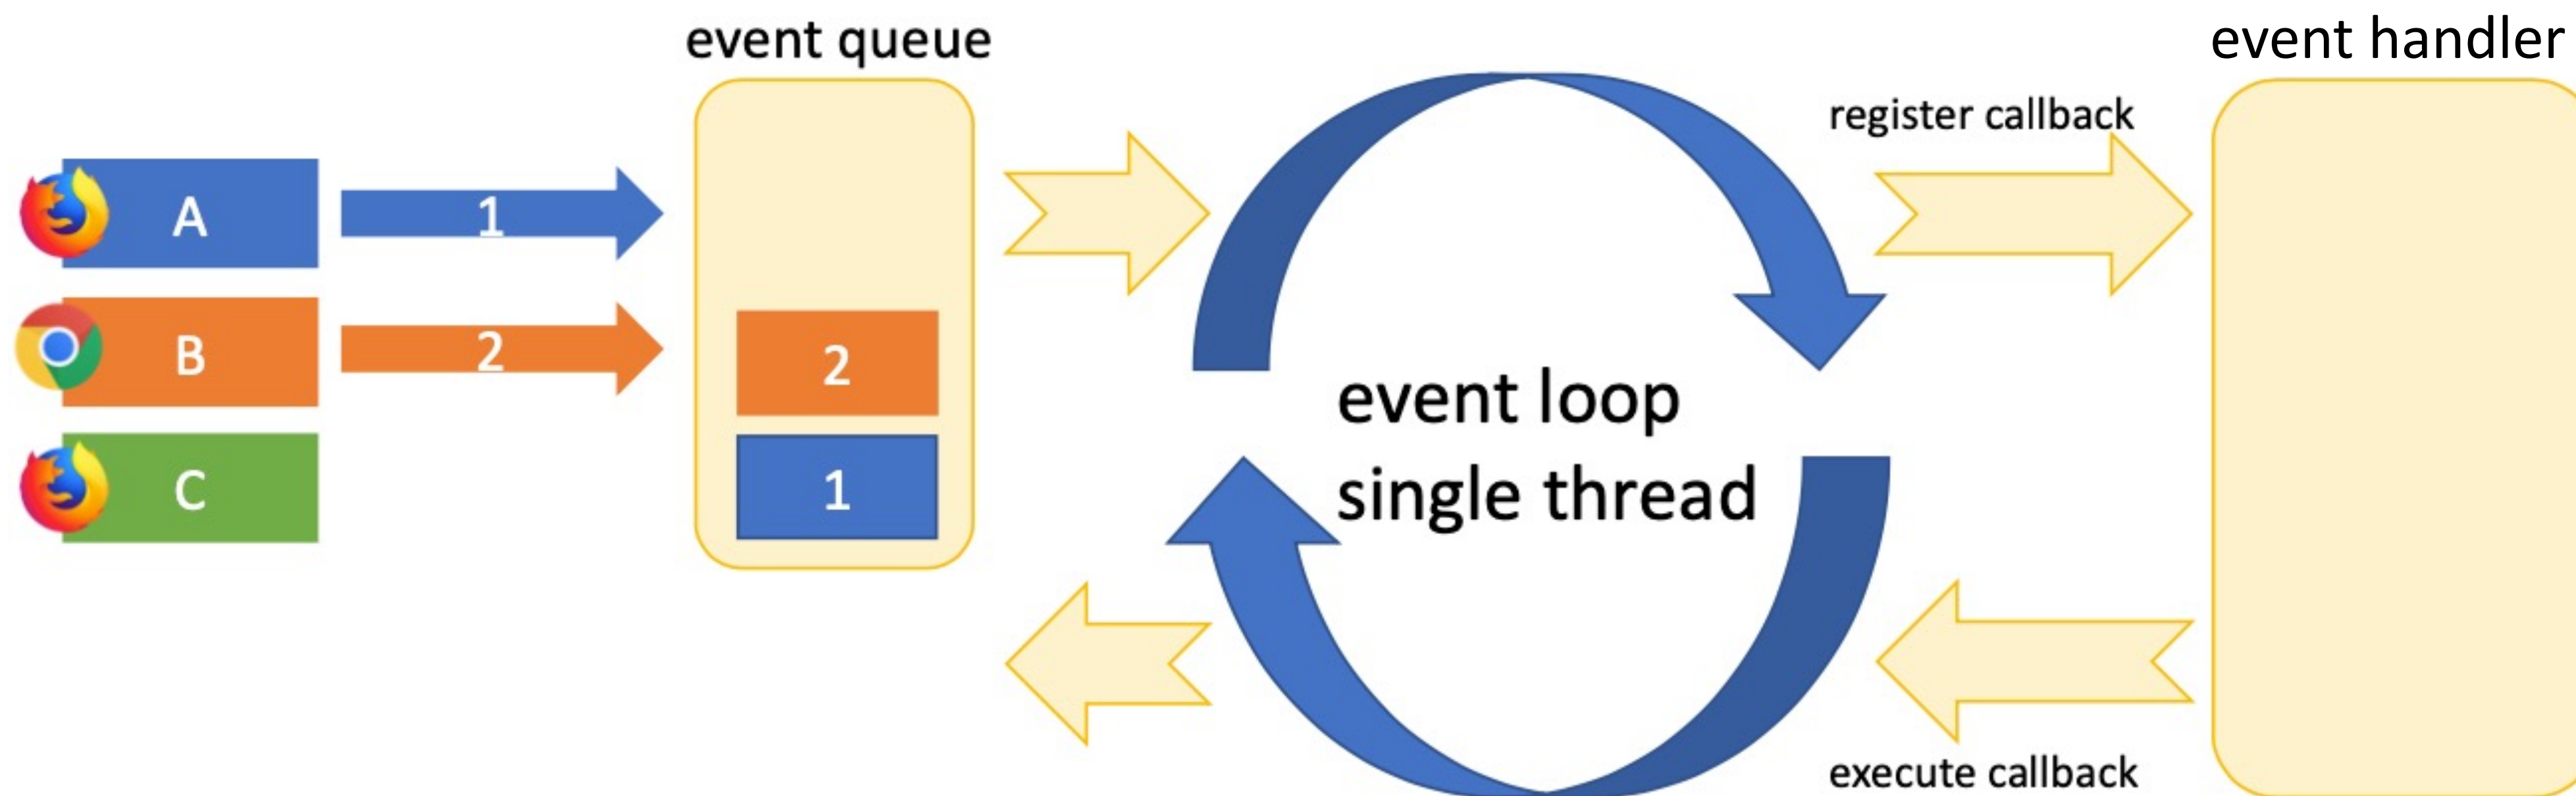 event queue
event handler
register callback
A
1
B
2
2
C
1
event loop
single thread
execute callback